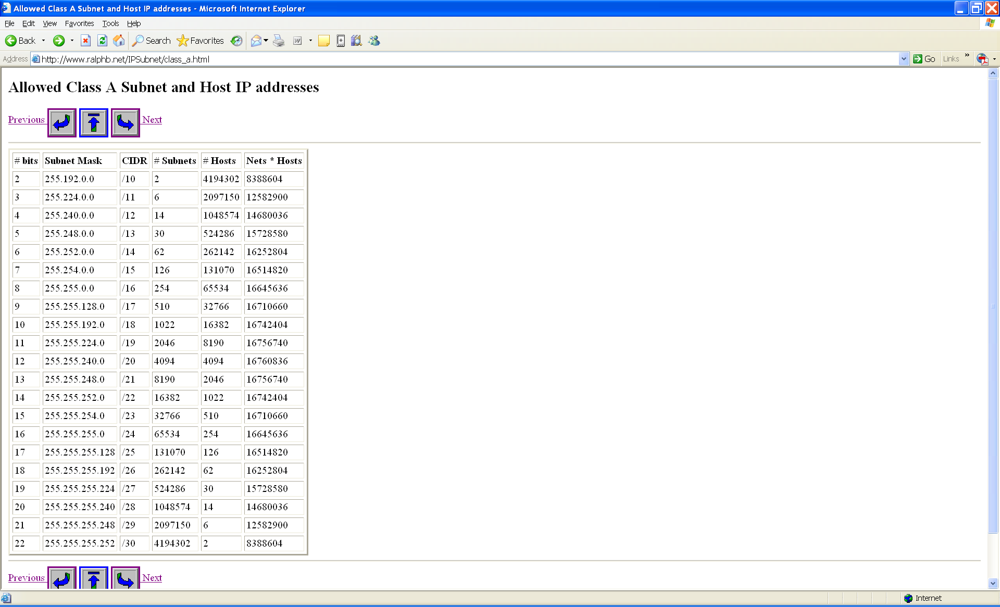 Allowed Class A Subnet and Host IP addresses - Microsoft Internet Explorer
File Edit View Favorites Tools Help
Back Search Favorites
Address http://www.ralphb.net/IPSubnet/class_a.html Go Links »
Allowed Class A Subnet and Host IP addresses
Previous Next
# bits Subnet Mask CIDR # Subnets # Hosts Nets * Hosts
2 255.192.0.0 /10 2 4194302 8388604
3 255.224.0.0 /11 6 2097150 12582900
4 255.240.0.0 /12 14 1048574 14680036
5 255.248.0.0 /13 30 524286 15728580
6 255.252.0.0 /14 62 262142 16252804
7 255.254.0.0 /15 126 131070 16514820
8 255.255.0.0 /16 254 65534 16645636
9 255.255.128.0 /17 510 32766 16710660
10 255.255.192.0 /18 1022 16382 16742404
11 255.255.224.0 /19 2046 8190 16756740
12 255.255.240.0 /20 4094 4094 16760836
13 255.255.248.0 /21 8190 2046 16756740
14 255.255.252.0 /22 16382 1022 16742404
15 255.255.254.0 /23 32766 510 16710660
16 255.255.255.0 /24 65534 254 16645636
17 255.255.255.128 /25 131070 126 16514820
18 255.255.255.192 /26 262142 62 16252804
19 255.255.255.224 /27 524286 30 15728580
20 255.255.255.240 /28 1048574 14 14680036
21 255.255.255.248 /29 2097150 6 12582900
22 255.255.255.252 /30 4194302 2 8388604
Previous Next
Internet